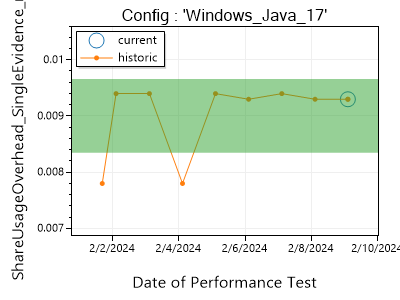 Config : 'Windows_Java_17'
current
historic
0.01
0.009
0.008
0.007
ShareUsageOverhead_SingleEvidence_
2/2/2024
2/4/2024
2/6/2024
2/8/2024
2/10/2024
Date of Performance Test